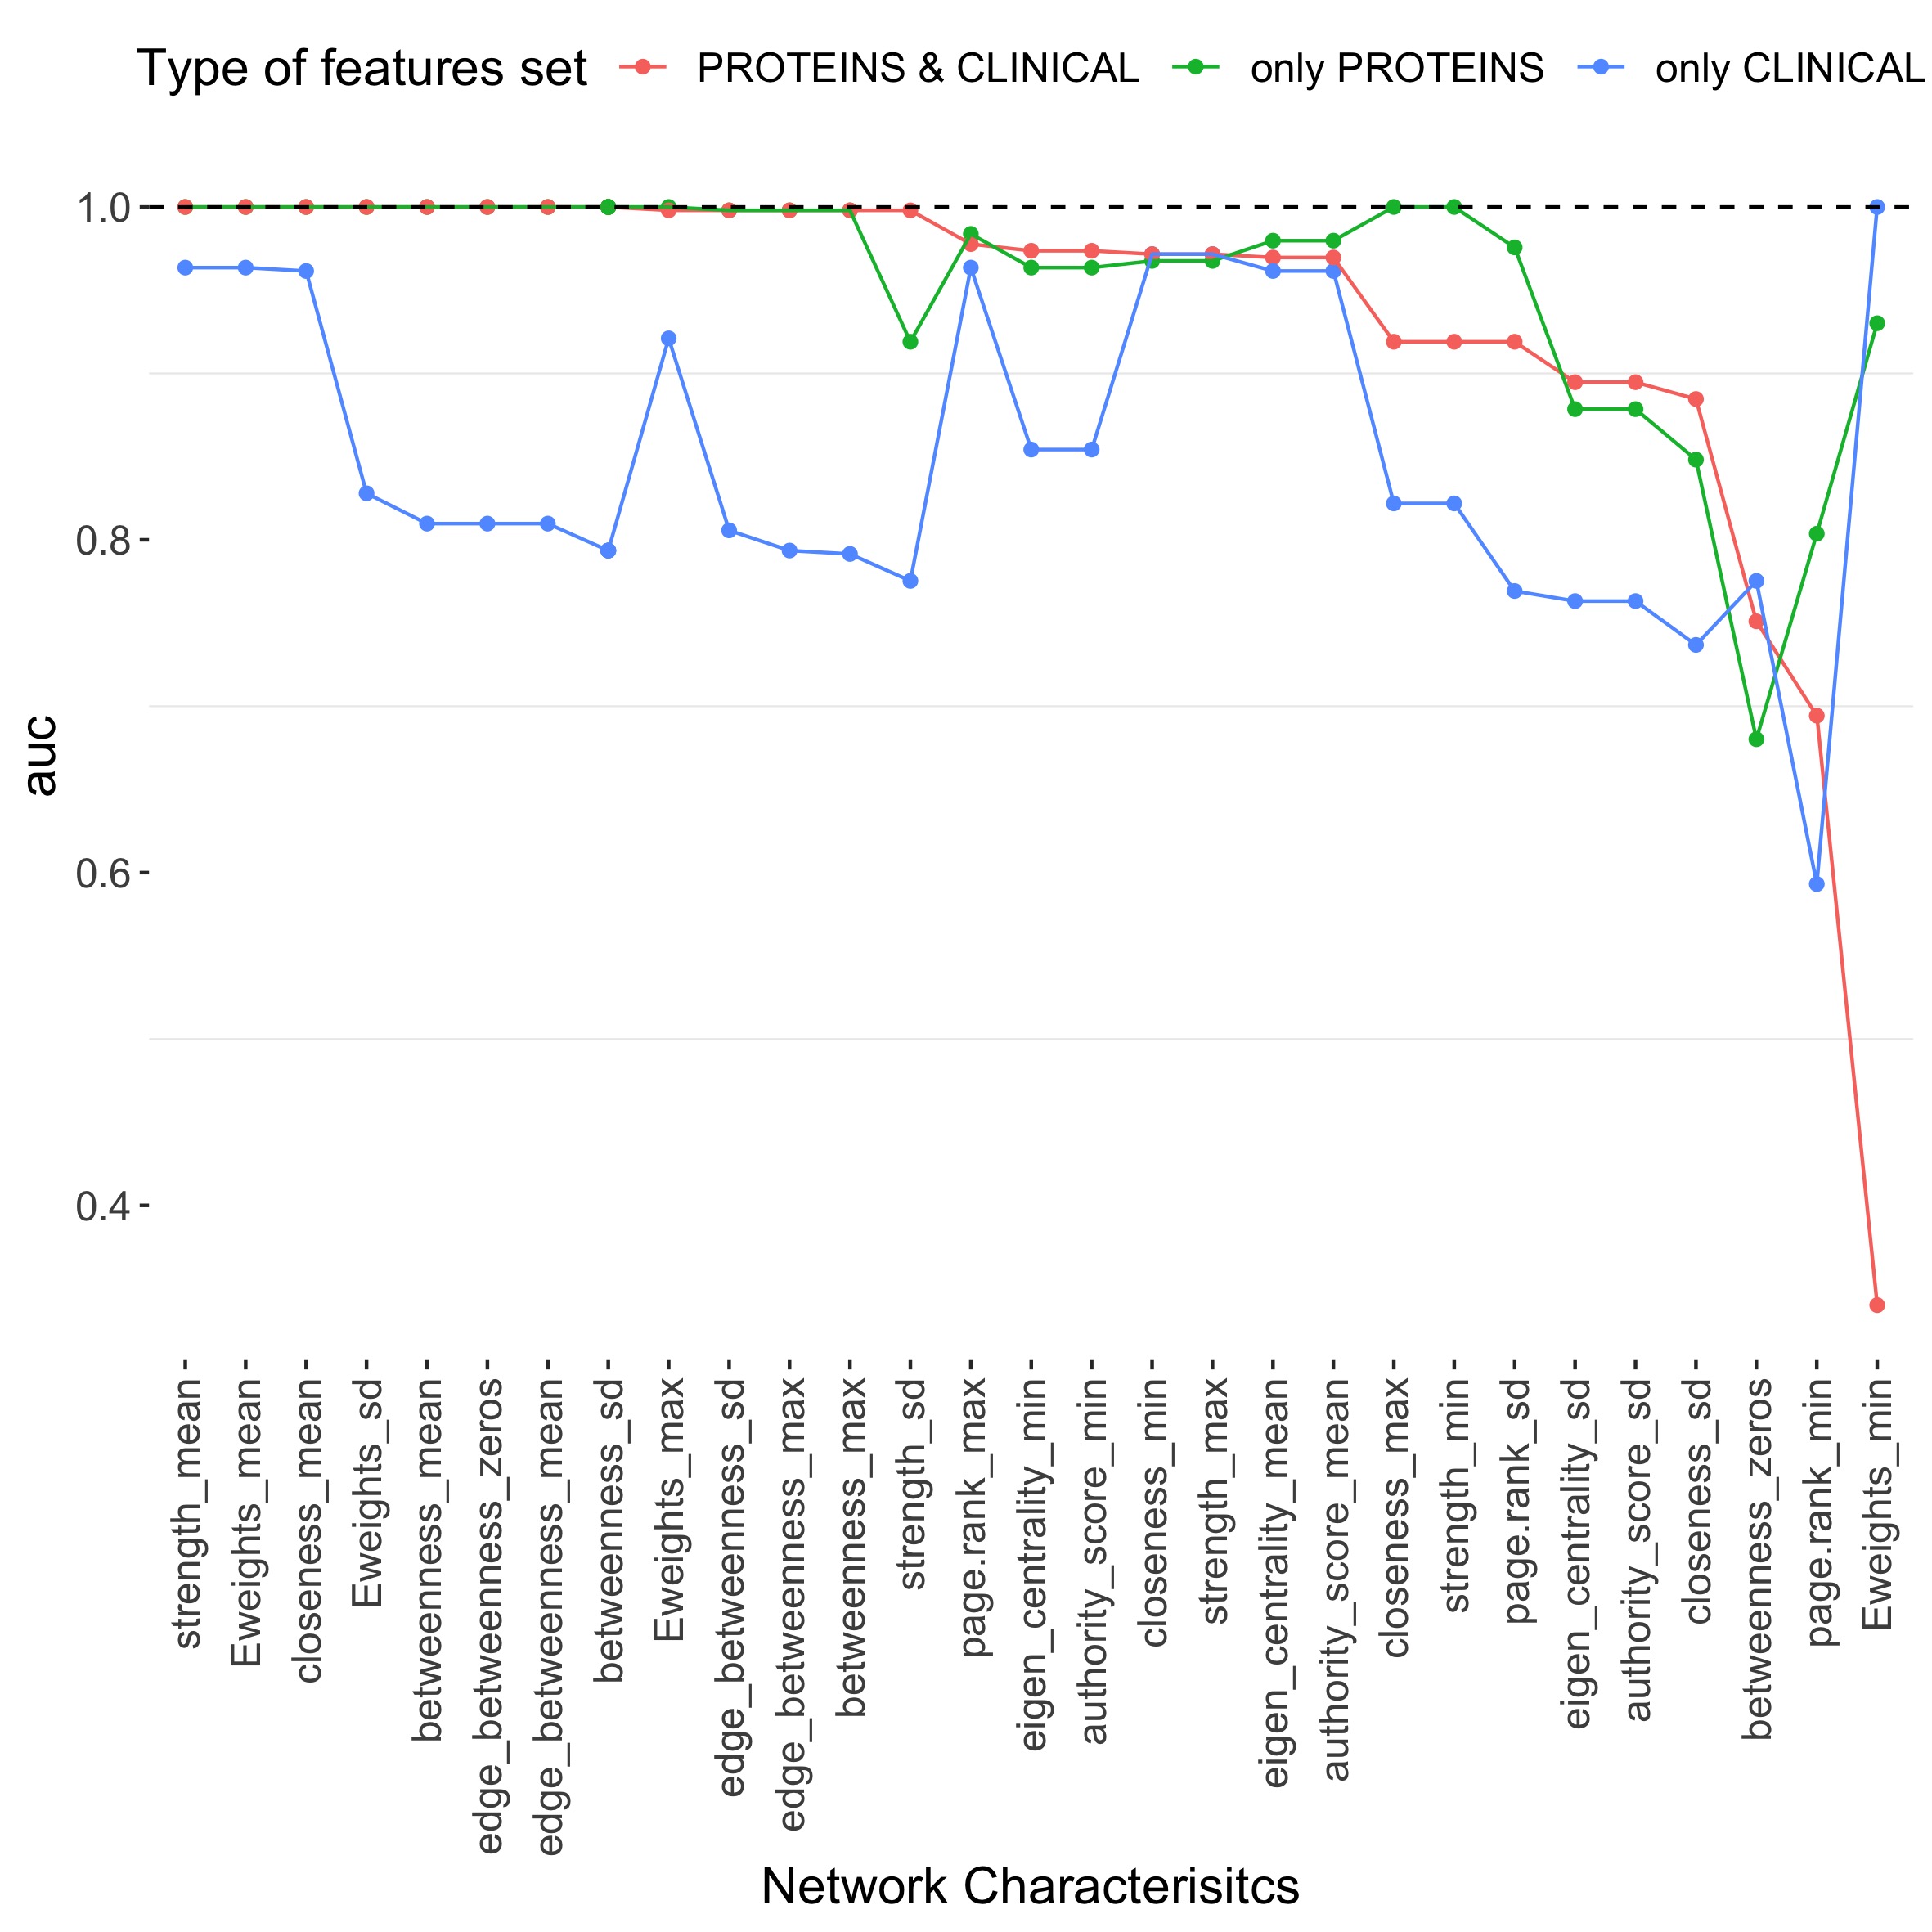 Type of features set PROTEINS & CLINICAL only PROTEINS only CLINICAL
1.0
0.8
0.6
0.4
auc
strength_mean
Eweights_mean
closeness_mean
Eweights_sd
betweenness_mean
edge_betweenness_zeros
edge_betweenness_mean
betweenness_sd
Eweights_max
edge_betweenness_sd
edge_betweenness_max
betweenness_max
strength_sd
page.rank_max
eigen_centrality_min
authority_score_min
closeness_min
strength_max
eigen_centrality_mean
authority_score_mean
closeness_max
strength_min
page.rank_sd
eigen_centrality_sd
authority_score_sd
closeness_sd
betweenness_zeros
page.rank_min
Eweights_min
Network Characterisitcs